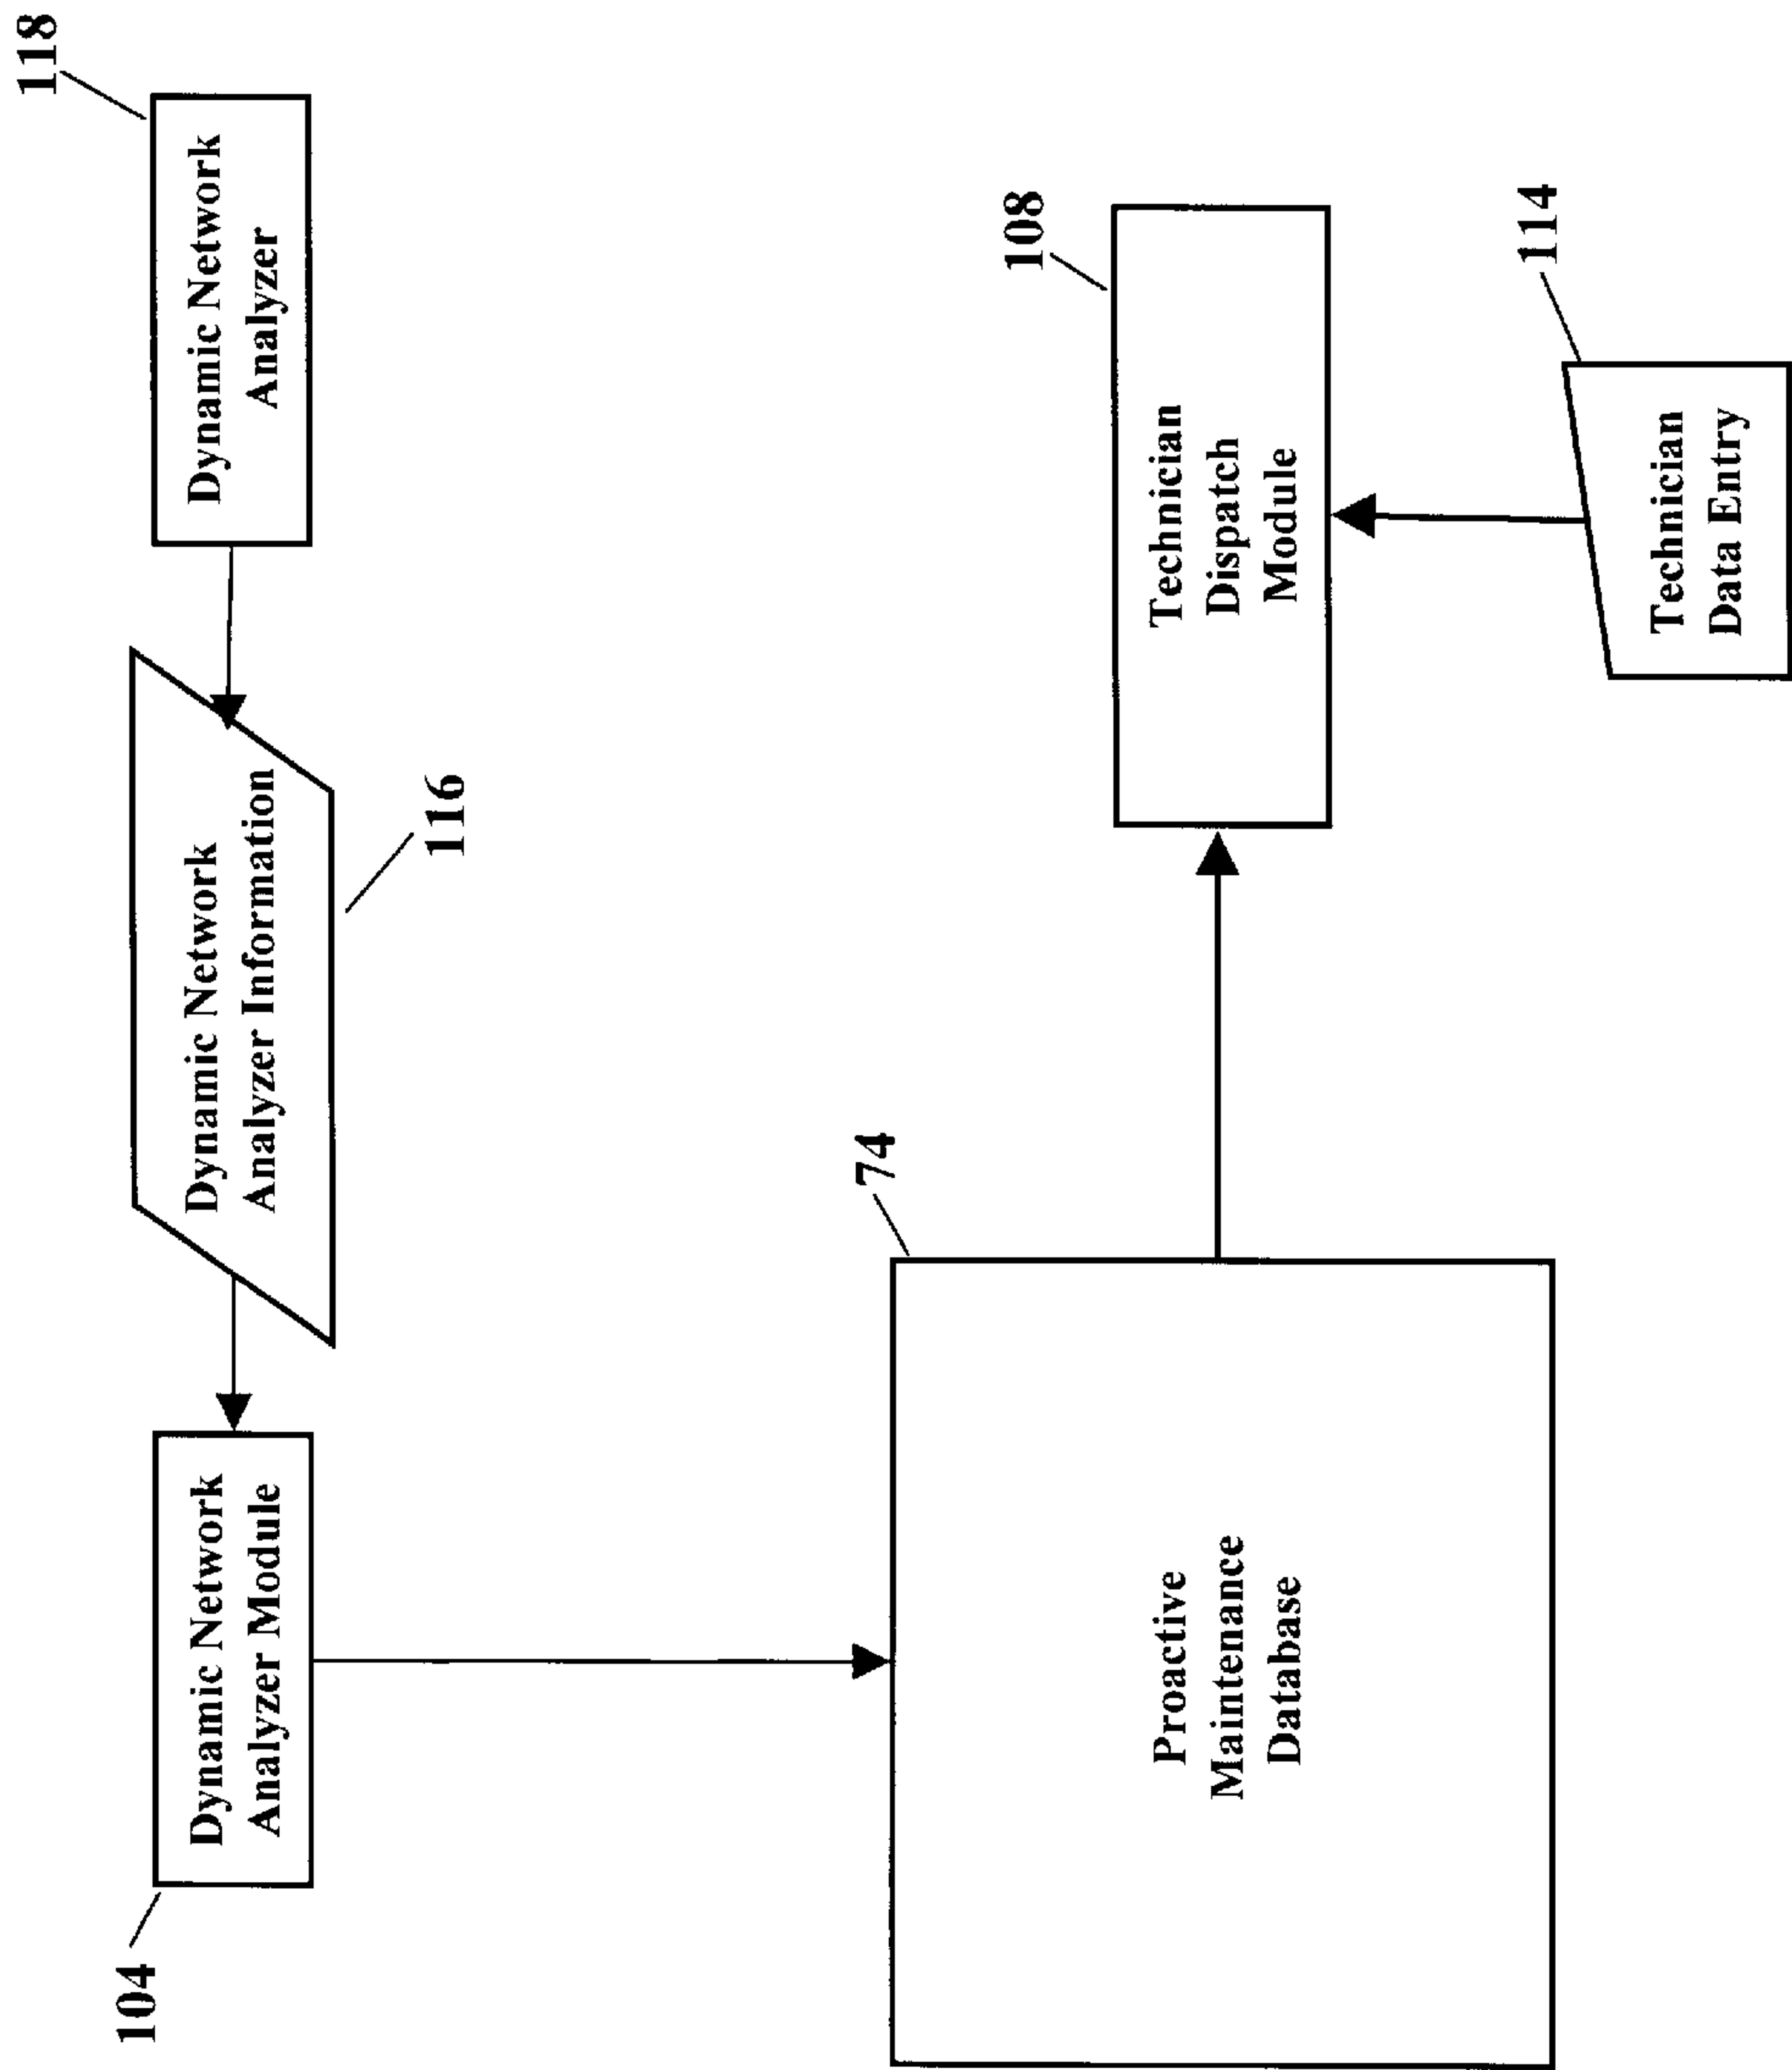 104
Dynamic Network
Analyzer Module
Dynamic Network
Analyzer Information
116
Dynamic Network
Analyzer
118
74
Proactive
Maintenance
Database
108
Technician
Dispatch
Module
114
Technician
Data Entry